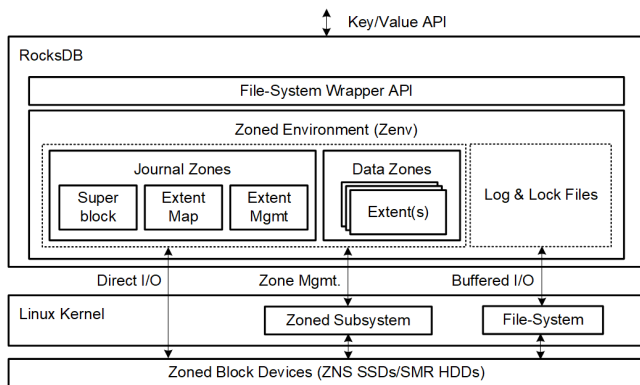 Key/Value API
RocksDB
File-System Wrapper API
Zoned Environment (Zenv)
Journal Zones
Data Zones
Super
block
Extent
Map
Extent
Mgmt
Extent(s)
Log & Lock Files
Direct I/O
Zone Mgmt.
Buffered I/O
Linux Kernel
Zoned Subsystem
File-System
Zoned Block Devices (ZNS SSDs/SMR HDDs)